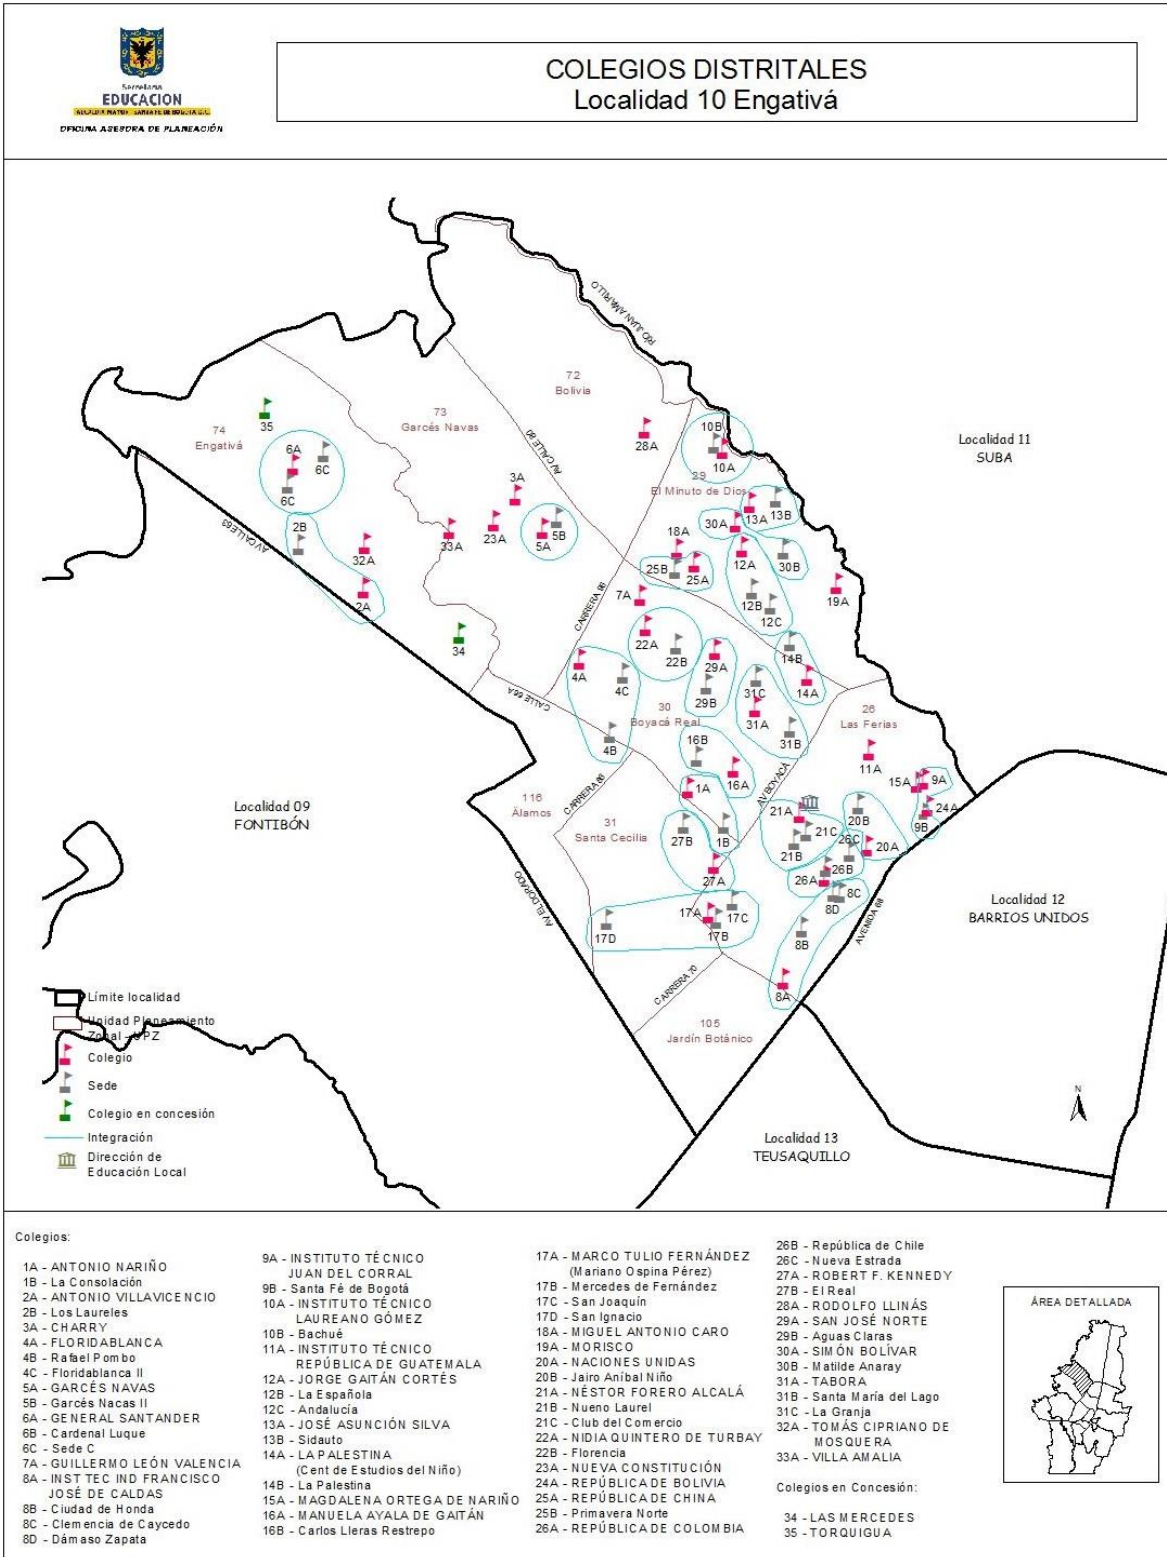 COLEGIOS DISTRITALES
Localidad 10 Engativá
Secretaría
EDUCACION
ALCALDIA MAYOR SANTA FE DE BOGOTA D.C.
OFICINA ASESORA DE PLANEACIÓN
RÍO JUAN AMARILLO
72
Bolivia
73
Garcés Navas
74
Engativá
35
6A
6C
6C
2B
32A
2A
34
33A
23A
3A
5A
5B
AV CALLE 80
AV CALLE 63
28A
10B
10A
29
El Minuto de Dios
13A
13B
30A
30B
18A
25B
25A
12A
12B
12C
19A
7A
CARRERA 96
22A
22B
29A
29B
14B
14A
4A
4C
4B
CALLE 66A
30
Boyacá Real
31C
31A
31B
26
Las Ferias
11A
16B
16A
AV BOYACÁ
15A
9A
24A
9B
1A
1B
CARRERA 86
116
Álamos
31
Santa Cecilia
27B
27A
21A
21C
21B
20B
20A
26C
26B
26A
8D
8C
8B
8A
AVENIDA 68
17A
17C
17B
17D
AV ELDORADO
CARRERA 70
105
Jardín Botánico
Localidad 11
SUBA
Localidad 09
FONTIBÓN
Localidad 12
BARRIOS UNIDOS
Localidad 13
TEUSAQUILLO
N
Límite localidad
Unidad Planeamiento
Zonal - UPZ
Colegio
Sede
Colegio en concesión
Integración
Dirección de
Educación Local
Colegios:
1A - ANTONIO NARIÑO
1B - La Consolación
2A - ANTONIO VILLAVICENCIO
2B - Los Laureles
3A - CHARRY
4A - FLORIDABLANCA
4B - Rafael Pombo
4C - Floridablanca II
5A - GARCÉS NAVAS
5B - Garcés Nacas II
6A - GENERAL SANTANDER
6B - Cardenal Luque
6C - Sede C
7A - GUILLERMO LEÓN VALENCIA
8A - INST TEC IND FRANCISCO
JOSÉ DE CALDAS
8B - Ciudad de Honda
8C - Clemencia de Caycedo
8D - Dámaso Zapata
9A - INSTITUTO TÉCNICO
JUAN DEL CORRAL
9B - Santa Fé de Bogotá
10A - INSTITUTO TÉCNICO
LAUREANO GÓMEZ
10B - Bachué
11A - INSTITUTO TÉCNICO
REPÚBLICA DE GUATEMALA
12A - JORGE GAITÁN CORTÉS
12B - La Española
12C - Andalucía
13A - JOSÉ ASUNCIÓN SILVA
13B - Sidauto
14A - LA PALESTINA
(Cent de Estudios del Niño)
14B - La Palestina
15A - MAGDALENA ORTEGA DE NARIÑO
16A - MANUELA AYALA DE GAITÁN
16B - Carlos Lleras Restrepo
17A - MARCO TULIO FERNÁNDEZ
(Mariano Ospina Pérez)
17B - Mercedes de Fernández
17C - San Joaquín
17D - San Ignacio
18A - MIGUEL ANTONIO CARO
19A - MORISCO
20A - NACIONES UNIDAS
20B - Jairo Aníbal Niño
21A - NÉSTOR FORERO ALCALÁ
21B - Nueno Laurel
21C - Club del Comercio
22A - NIDIA QUINTERO DE TURBAY
22B - Florencia
23A - NUEVA CONSTITUCIÓN
24A - REPÚBLICA DE BOLIVIA
25A - REPÚBLICA DE CHINA
25B - Primavera Norte
26A - REPÚBLICA DE COLOMBIA
26B - República de Chile
26C - Nueva Estrada
27A - ROBERT F. KENNEDY
27B - El Real
28A - RODOLFO LLINÁS
29A - SAN JOSÉ NORTE
29B - Aguas Claras
30A - SIMÓN BOLÍVAR
30B - Matilde Anaray
31A - TABORA
31B - Santa María del Lago
31C - La Granja
32A - TOMÁS CIPRIANO DE
MOSQUERA
33A - VILLA AMALIA
Colegios en Concesión:
34 - LAS MERCEDES
35 - TORQUIGUA
ÁREA DETALLADA